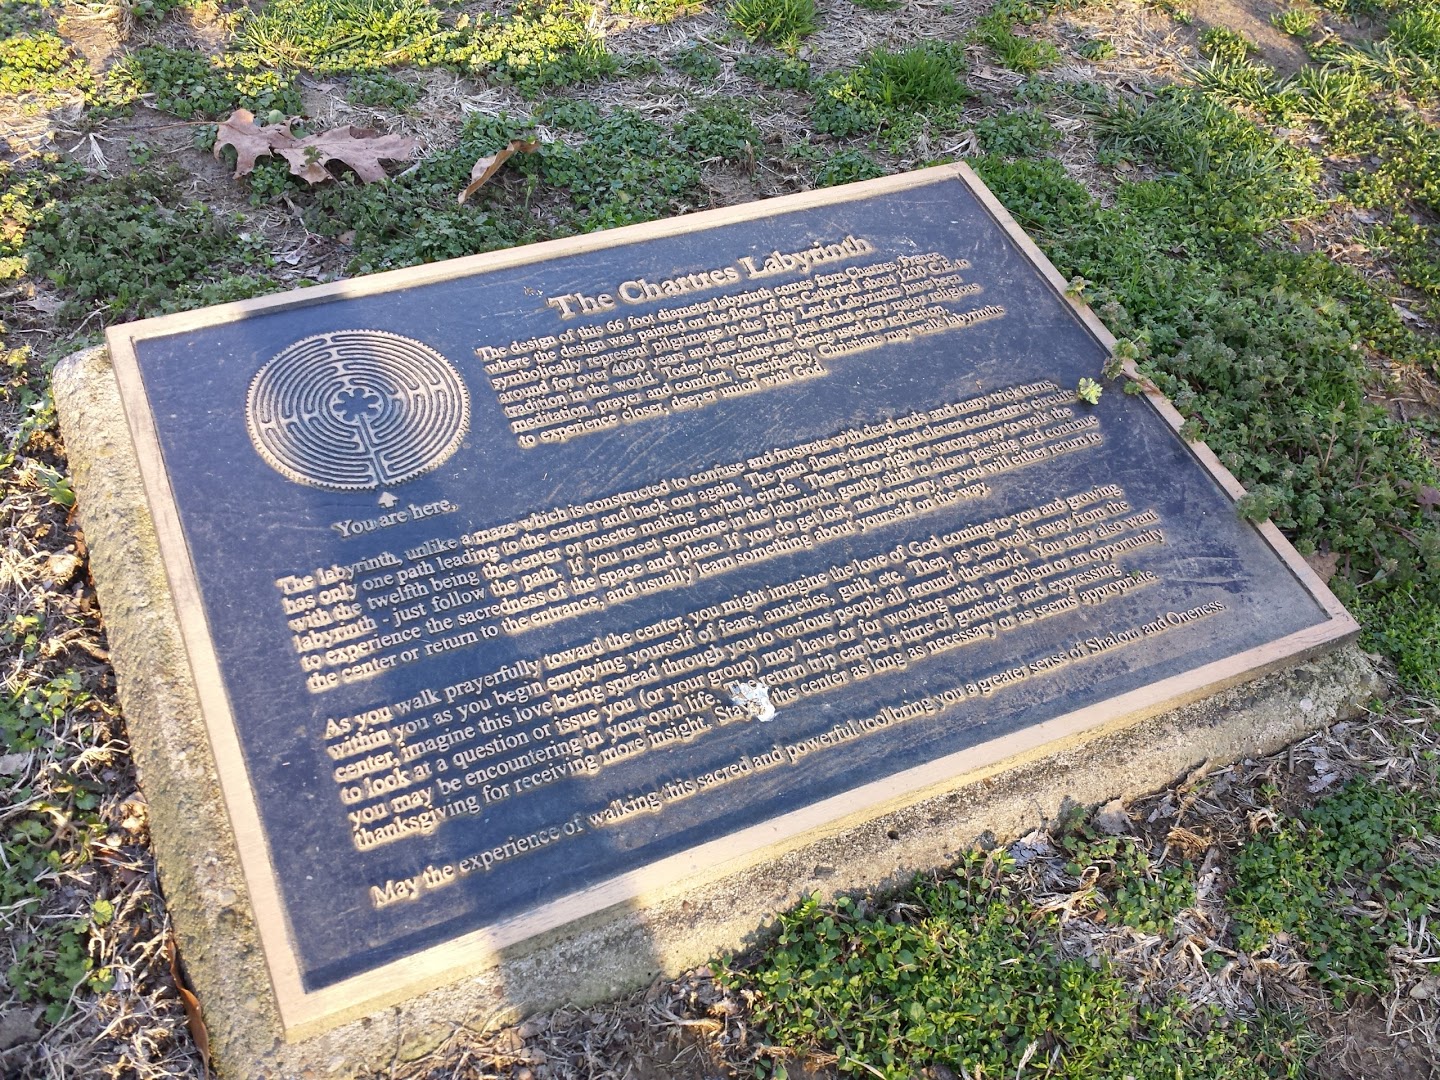 The Chartres Labyrinth
The design of this 66 foot diameter labyrinth comes from Chartres, France,
where the design was painted on the floor of the Cathedral about 1200 C.E. to
symbolically represent pilgrimage to the Holy Land. Labyrinths have been
around for over 4000 years and are found in just about every major religious
tradition in the world. Today labyrinths are being used for reflection,
meditation, prayer and comfort. Specifically, Christians may walk labyrinths
to experience closer, deeper union with God.
You are here.
The labyrinth, unlike a maze which is constructed to confuse and frustrate with dead ends and many trick turns,
has only one path leading to the center and back out again. The path flows throughout eleven concentric circuits
with the twelfth being the center or rosette making a whole circle. There is no right or wrong way to walk the
labyrinth - just follow the path. If you meet someone in the labyrinth, gently shift to allow passing and continue
to experience the sacredness of the space and place. If you do get lost, not to worry, as you will either return to
the center or return to the entrance, and usually learn something about yourself on the way.
As you walk prayerfully toward the center, you might imagine the love of God coming to you and growing
within you as you begin emptying yourself of fears, anxieties, guilt, etc. Then, as you walk away from the
center, imagine this love being spread through you to various people all around the world. You may also want
to look at a question or issue you (or your group) may have or for working with a problem or an opportunity
you may be encountering in your own life. The return trip can be a time of gratitude and expressing
thanksgiving for receiving more insight. Stay in the center as long as necessary or as seems appropriate.
May the experience of walking this sacred and powerful tool bring you a greater sense of Shalom and Oneness.